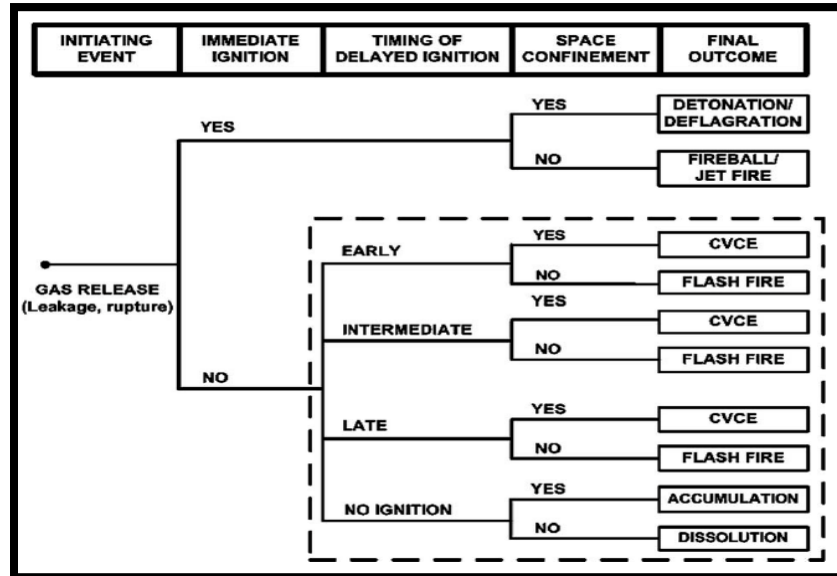 INITIATING
EVENT
IMMEDIATE
IGNITION
TIMING OF
DELAYED IGNITION
SPACE
CONFINEMENT
FINAL
OUTCOME
YES
YES
DETONATION/
DEFLAGRATION
NO
FIREBALL/
JET FIRE
GAS RELEASE
(Leakage, rupture)
NO
EARLY
YES
CVCE
NO
FLASH FIRE
INTERMEDIATE
YES
CVCE
NO
FLASH FIRE
LATE
YES
CVCE
NO
FLASH FIRE
NO IGNITION
YES
ACCUMULATION
NO
DISSOLUTION